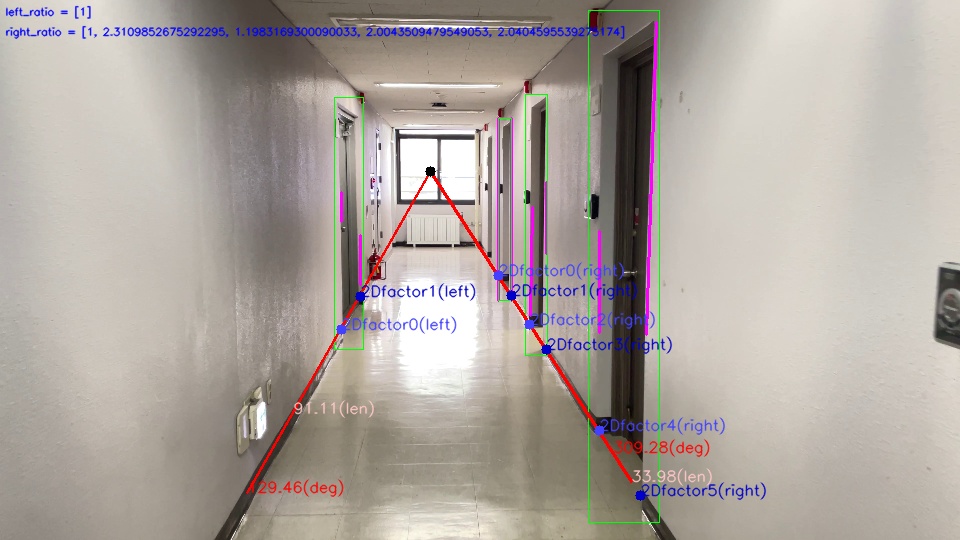 left_ratio = [1]
right_ratio = [1, 2.3109852675292295, 1.1983169300090033, 2.0043509479549053, 2.040459553927
2Dfactor0(right)
2Dfactor1(left)
2Dfactor1(right)
2Dfactor2(right)
2Dfactor0(left)
2Dfactor3(right)
91.11(len)
2Dfactor4(right)
309.28(deg)
33.98(len)
29.46(deg)
2Dfactor5(right)